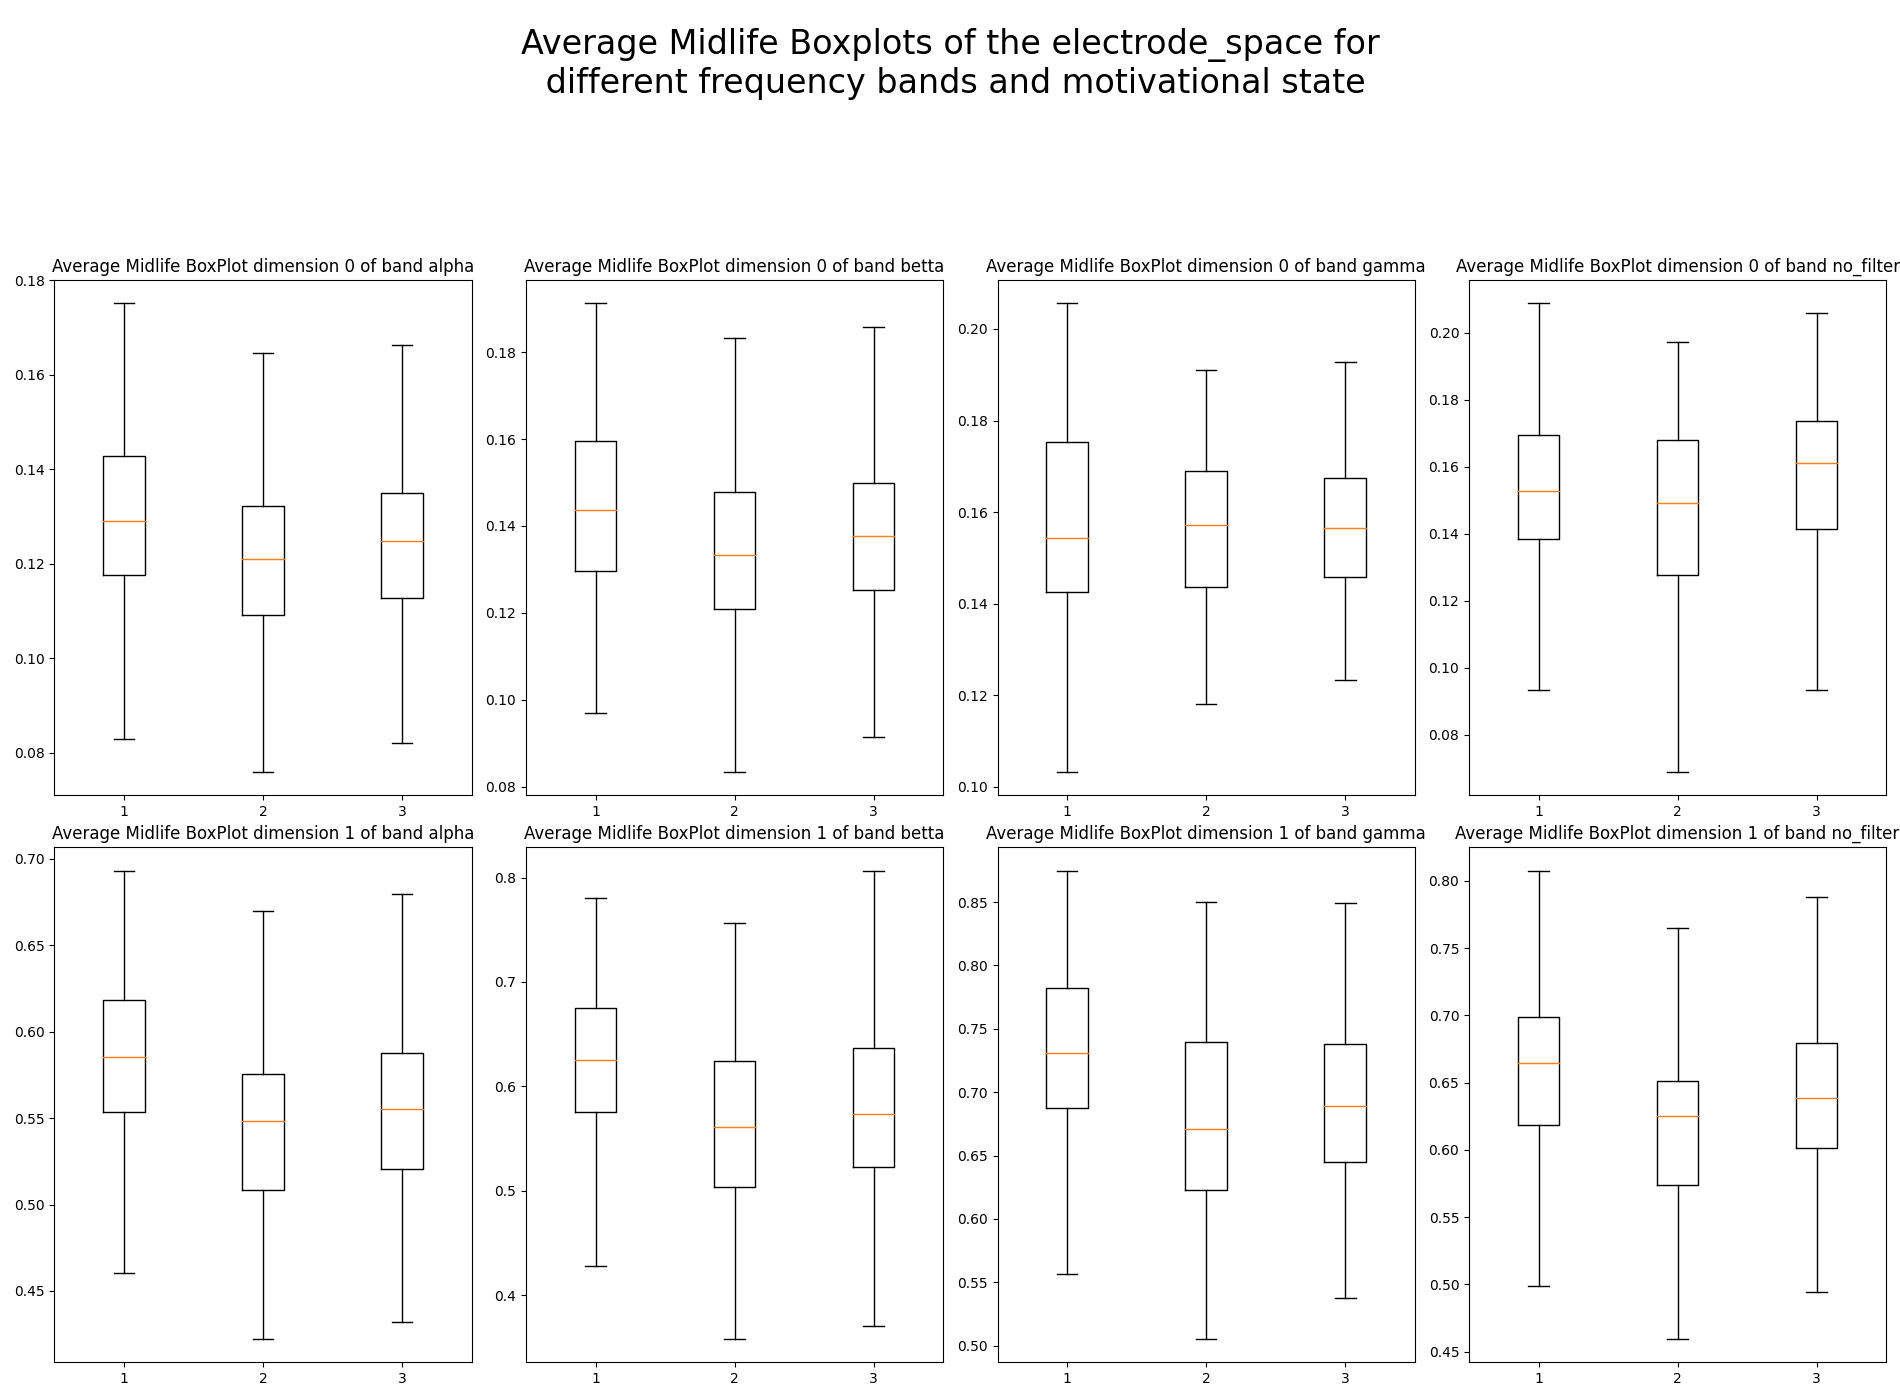 Average Midlife Boxplots of the electrode_space for
different frequency bands and motivational state
Average Midlife BoxPlot dimension 0 of band alpha
0.18
0.16
0.14
0.12
0.10
0.08
1 2 3
Average Midlife BoxPlot dimension 0 of band betta
0.18
0.16
0.14
0.12
0.10
0.08
1 2 3
Average Midlife BoxPlot dimension 0 of band gamma
0.20
0.18
0.16
0.14
0.12
0.10
1 2 3
Average Midlife BoxPlot dimension 0 of band no_filter
0.20
0.18
0.16
0.14
0.12
0.10
0.08
1 2 3
Average Midlife BoxPlot dimension 1 of band alpha
0.70
0.65
0.60
0.55
0.50
0.45
1 2 3
Average Midlife BoxPlot dimension 1 of band betta
0.8
0.7
0.6
0.5
0.4
1 2 3
Average Midlife BoxPlot dimension 1 of band gamma
0.85
0.80
0.75
0.70
0.65
0.60
0.55
0.50
1 2 3
Average Midlife BoxPlot dimension 1 of band no_filter
0.80
0.75
0.70
0.65
0.60
0.55
0.50
0.45
1 2 3